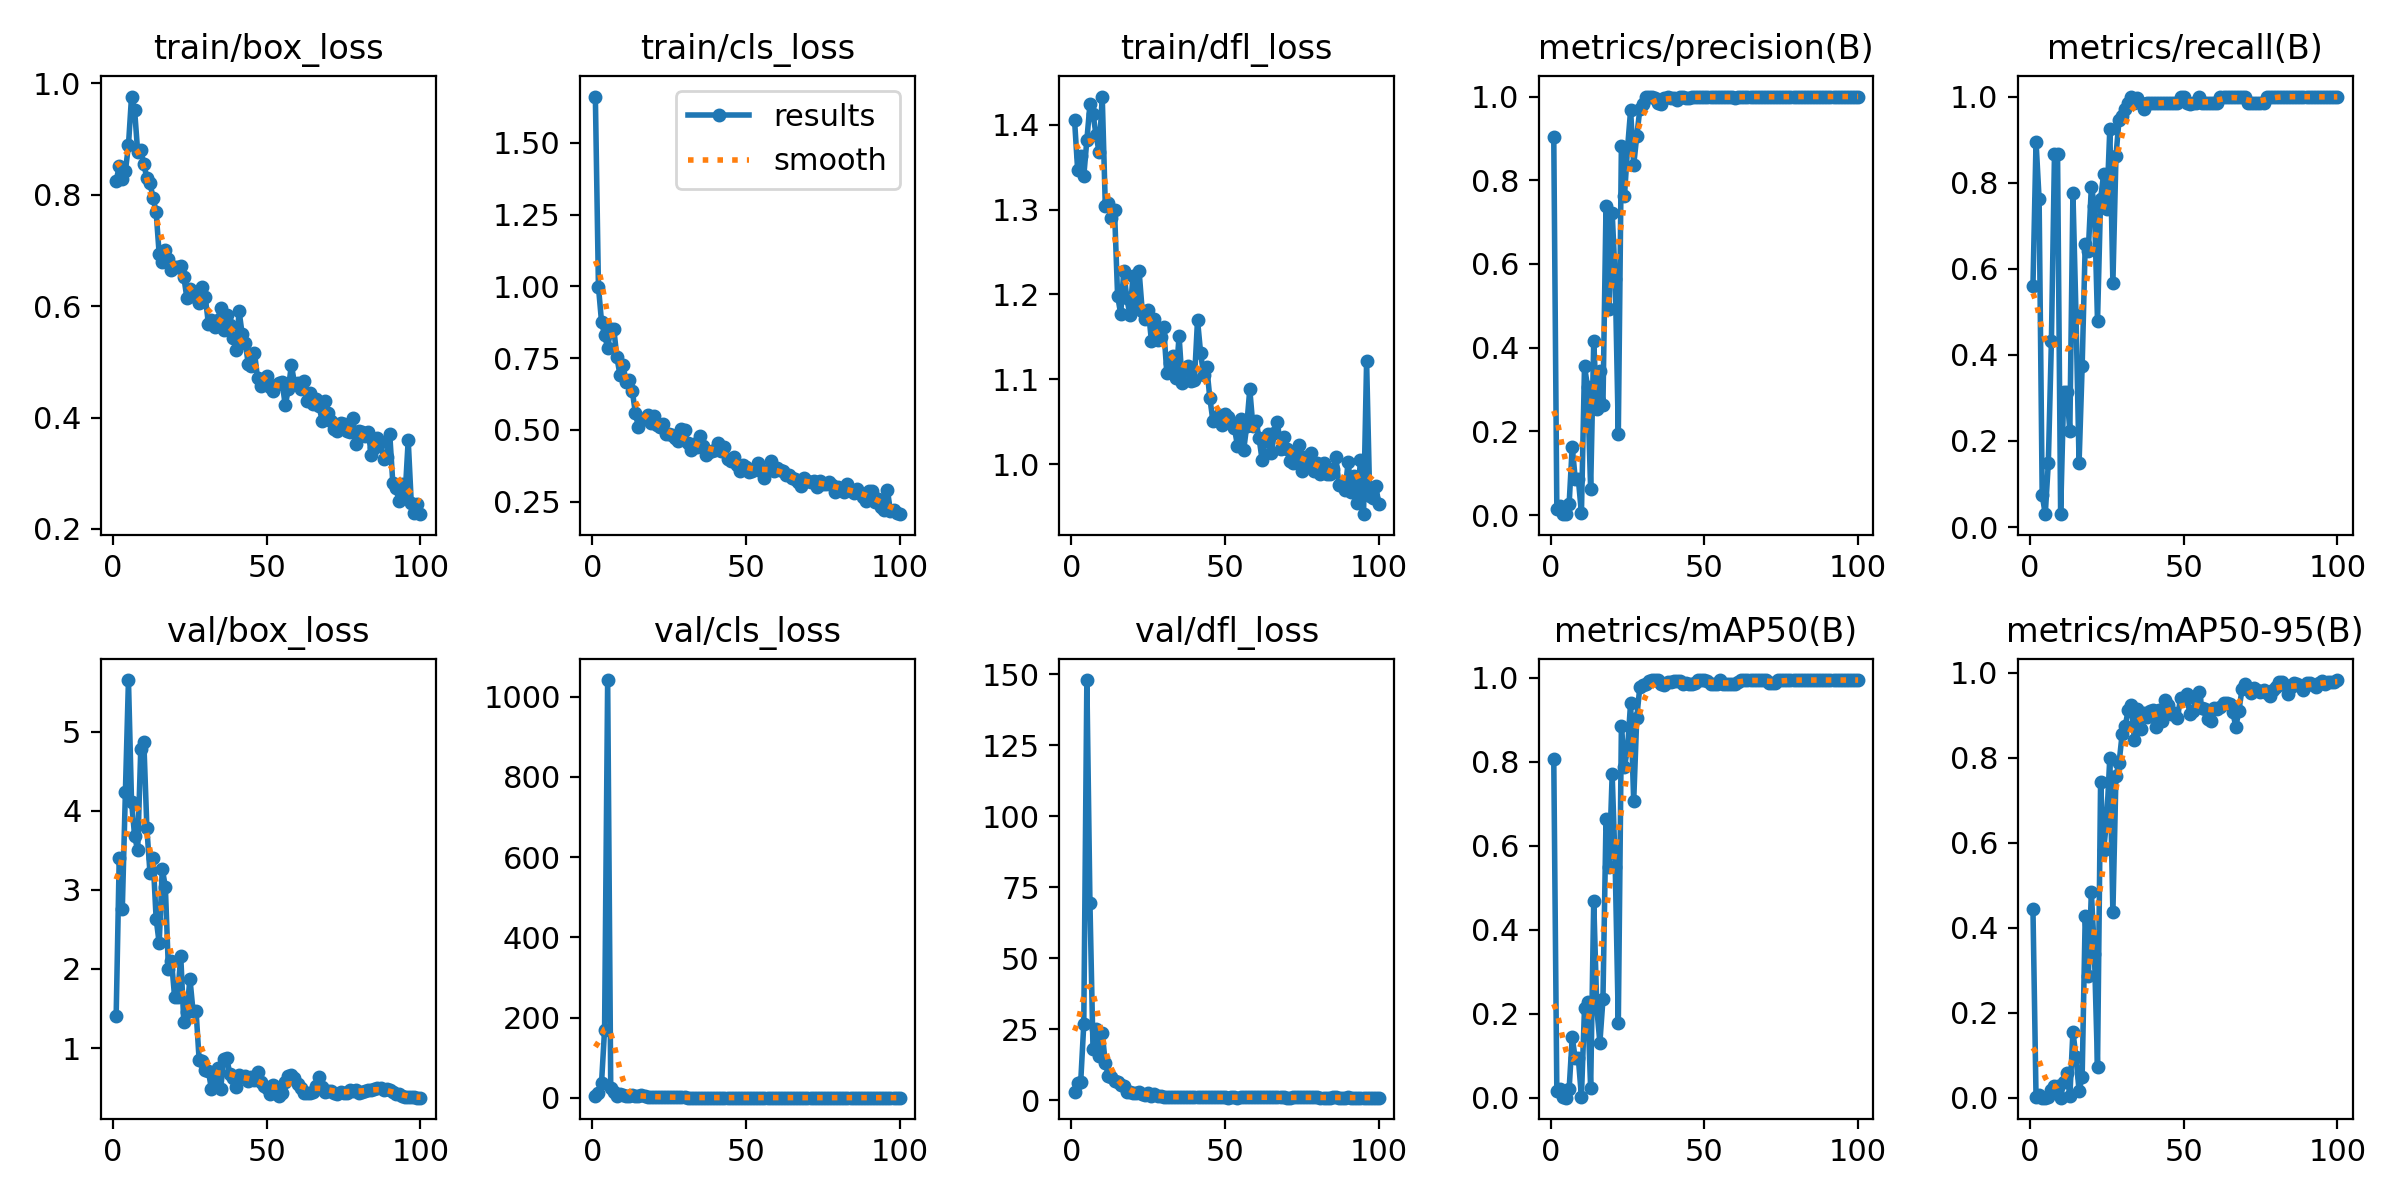 train/box_loss
1.0
0.8
0.6
0.4
0.2
0 50 100
train/cls_loss
results
smooth
1.50
1.25
1.00
0.75
0.50
0.25
0 50 100
train/dfl_loss
1.4
1.3
1.2
1.1
1.0
0 50 100
metrics/precision(B)
1.0
0.8
0.6
0.4
0.2
0.0
0 50 100
metrics/recall(B)
1.0
0.8
0.6
0.4
0.2
0.0
0 50 100
val/box_loss
5
4
3
2
1
0 50 100
val/cls_loss
1000
800
600
400
200
0
0 50 100
val/dfl_loss
150
125
100
75
50
25
0
0 50 100
metrics/mAP50(B)
1.0
0.8
0.6
0.4
0.2
0.0
0 50 100
metrics/mAP50-95(B)
1.0
0.8
0.6
0.4
0.2
0.0
0 50 100